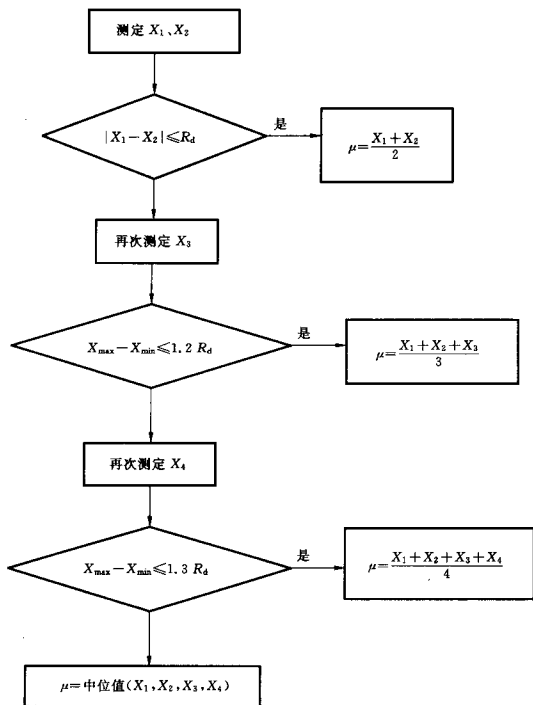 测定 X₁、X₂
|X₁－X₂|≤R_d
是
μ=(X₁+X₂)/2
再次测定 X₃
X_max－X_min≤1.2 R_d
是
μ=(X₁+X₂+X₃)/3
再次测定 X₄
X_max－X_min≤1.3 R_d
是
μ=(X₁+X₂+X₃+X₄)/4
μ=中位值(X₁,X₂,X₃,X₄)